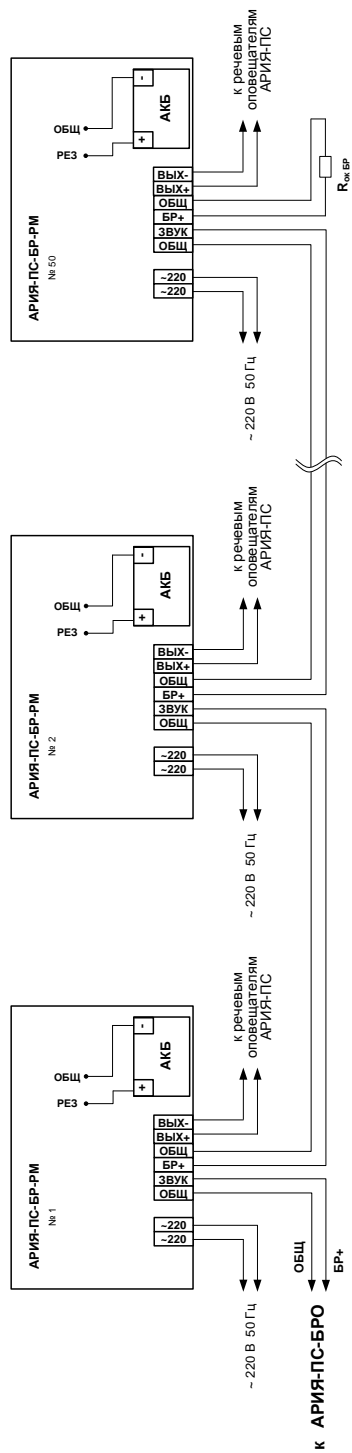 АРИЯ-ПС-БР-РМ
№ 1
РЕЗ
ОБЩ
+
-
АКБ
~220
~220
ОБЩ
ЗВУК
БР+
ОБЩ
ВЫХ+
ВЫХ-
~ 220 В 50 Гц
к речевым
оповещателям
АРИЯ-ПС
ОБЩ
БР+
к АРИЯ-ПС-БРО
АРИЯ-ПС-БР-РМ
№ 2
РЕЗ
ОБЩ
+
-
АКБ
~220
~220
ОБЩ
ЗВУК
БР+
ОБЩ
ВЫХ+
ВЫХ-
~ 220 В 50 Гц
к речевым
оповещателям
АРИЯ-ПС
АРИЯ-ПС-БР-РМ
№ 50
РЕЗ
ОБЩ
+
-
АКБ
~220
~220
ОБЩ
ЗВУК
БР+
ОБЩ
ВЫХ+
ВЫХ-
~ 220 В 50 Гц
к речевым
оповещателям
АРИЯ-ПС
Rок БР